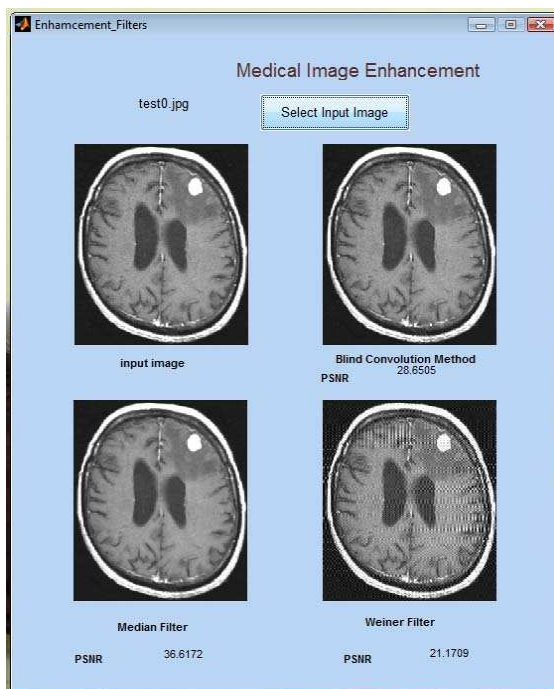 Enhamcement_Filters
Medical Image Enhancement
test0.jpg
Select Input Image
input image
Blind Convolution Method
PSNR 28.6505
Median Filter
Weiner Filter
PSNR 36.6172
PSNR 21.1709